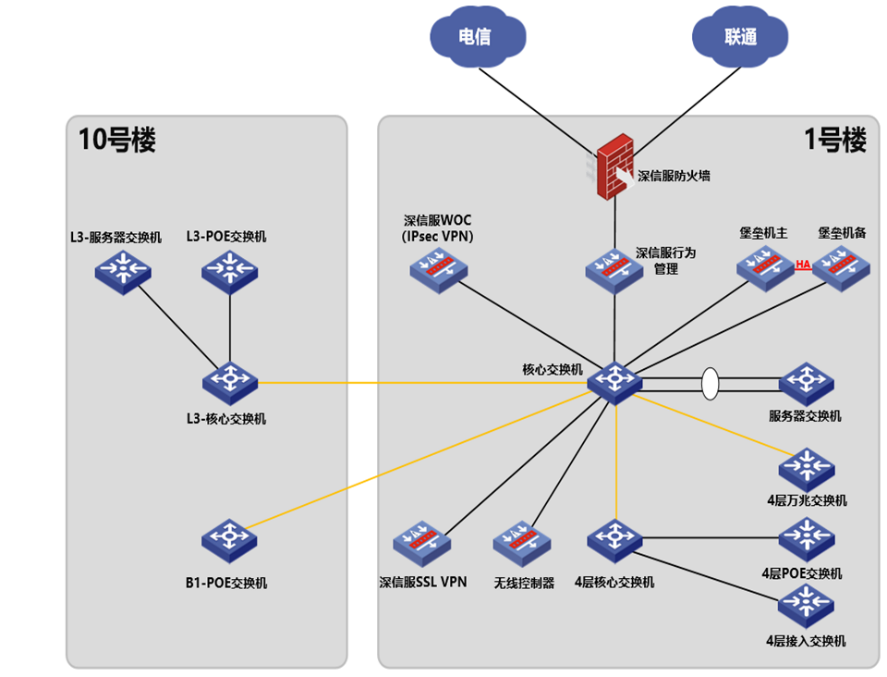 电信
联通
10号楼
1号楼
深信服防火墙
L3-服务器交换机
L3-POE交换机
深信服WOC
(IPsec VPN)
深信服行为
管理
堡垒机主
堡垒机备
HA
核心交换机
L3-核心交换机
服务器交换机
4层万兆交换机
B1-POE交换机
深信服SSL VPN
无线控制器
4层核心交换机
4层POE交换机
4层接入交换机